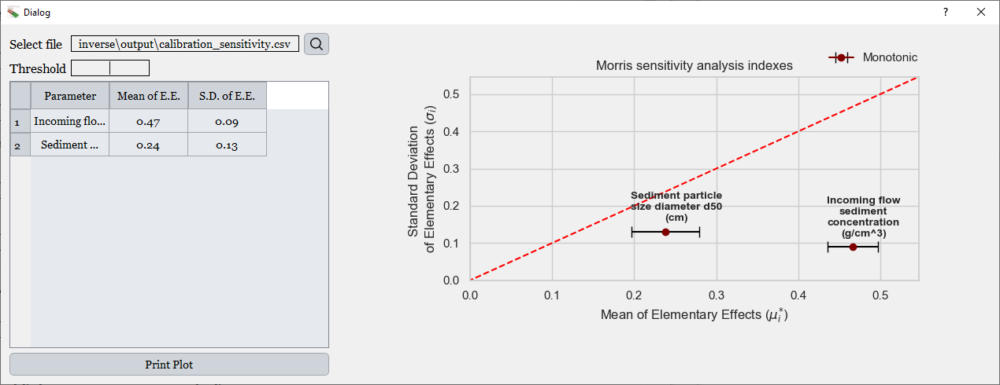 Dialog
?
Select file
inverse\output\calibration_sensitivity.csv
Threshold
Parameter Mean of E.E. S.D. of E.E.
1 Incoming flo... 0.47 0.09
2 Sediment ... 0.24 0.13
Print Plot
Monotonic
Morris sensitivity analysis indexes
Standard Deviation
of Elementary Effects (σi)
0.5
0.4
0.3
0.2
0.1
0.0
Sediment particle
size diameter d50
(cm)
Incoming flow
sediment
concentration
(g/cm^3)
0.0 0.1 0.2 0.3 0.4 0.5
Mean of Elementary Effects (μi*)